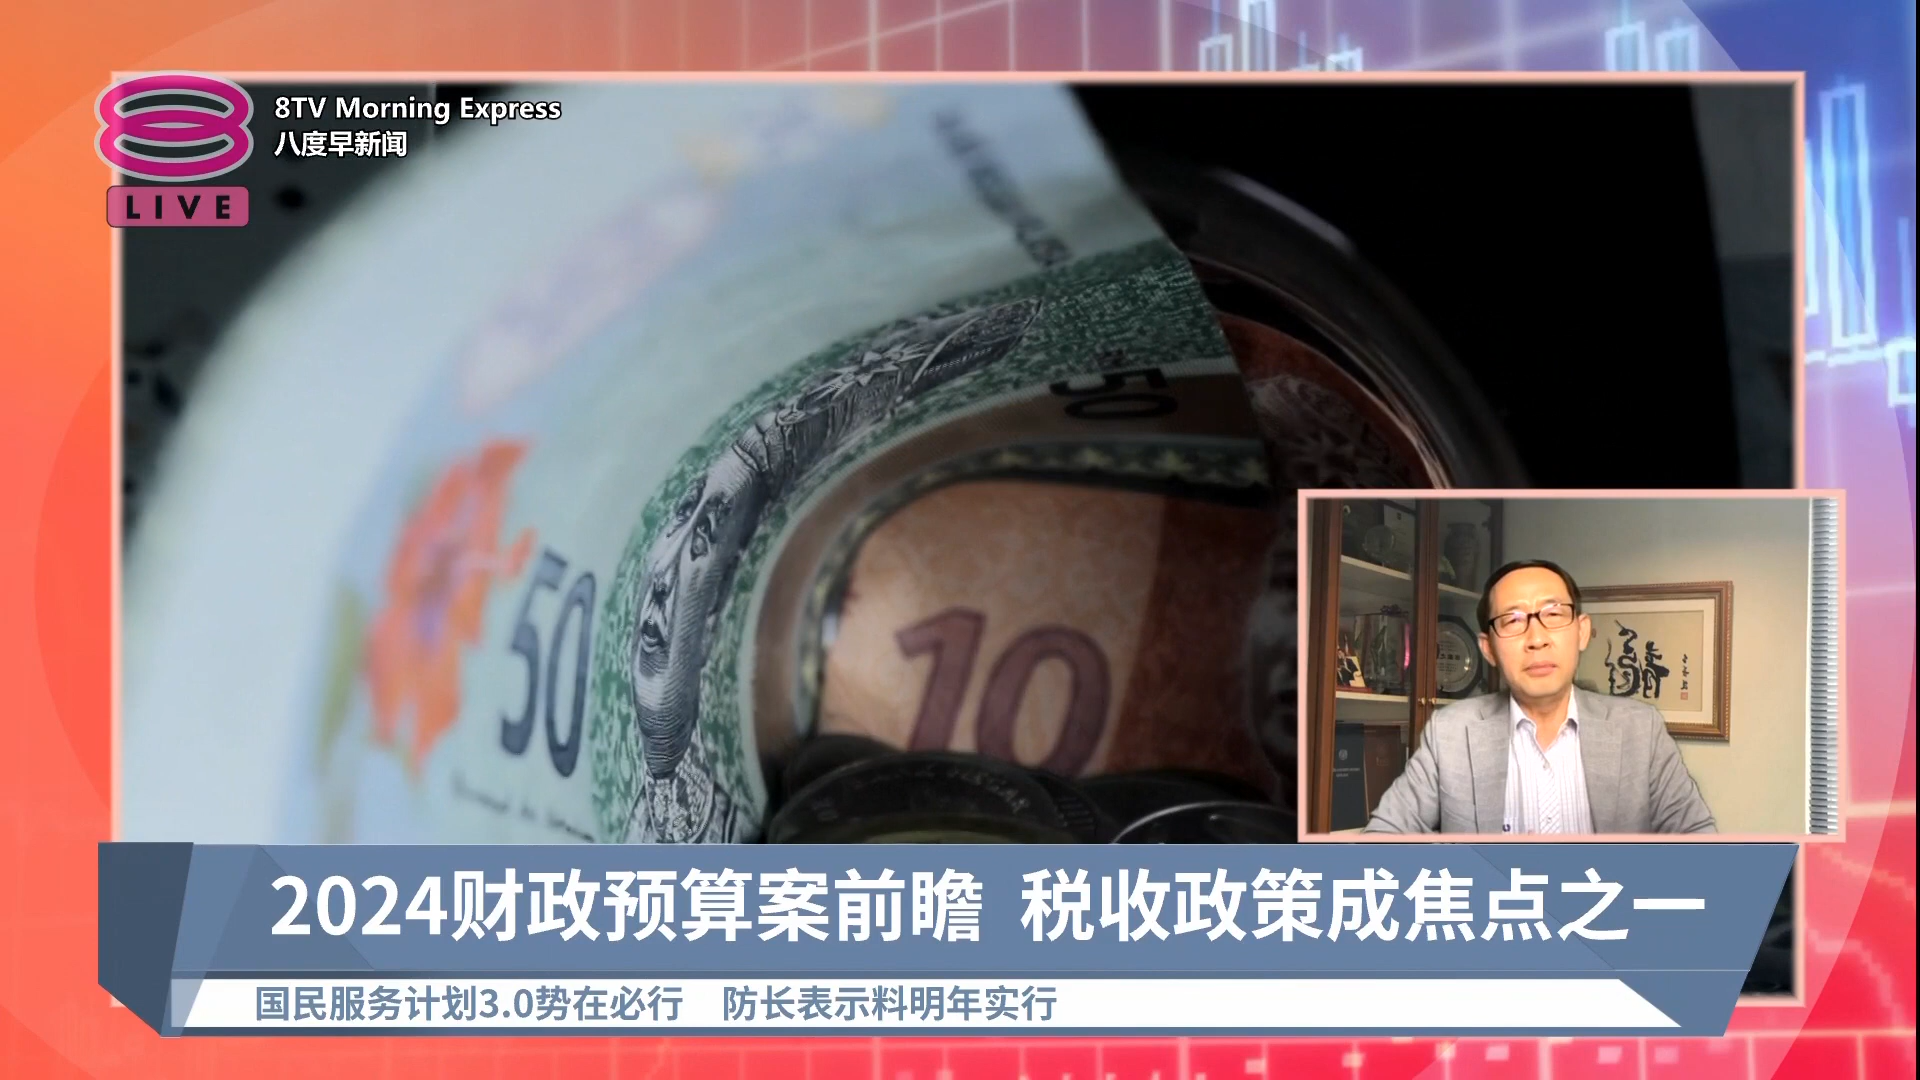 8TV Morning Express
八度早新闻
LIVE
50
50
10
2024财政预算案前瞻 税收政策成焦点之一
国民服务计划3.0势在必行 防长表示料明年实行